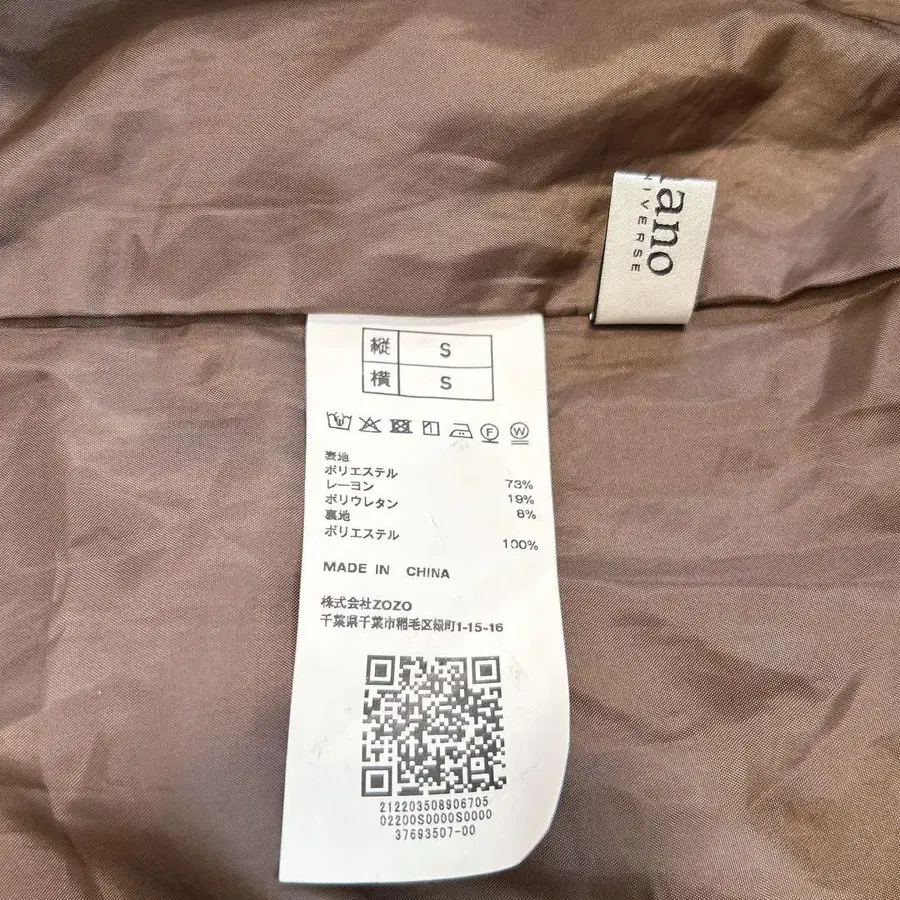 tano
UNIVERSE
縦 S
横 S
F W
表地
ポリエステル
レーヨン 73%
ポリウレタン 19%
裏地 8%
ポリエステル
100%
MADE IN CHINA
株式会社ZOZO
千葉県千葉市稲毛区緑町1-15-16
212203508906705
02200S0000S0000
37693507-00